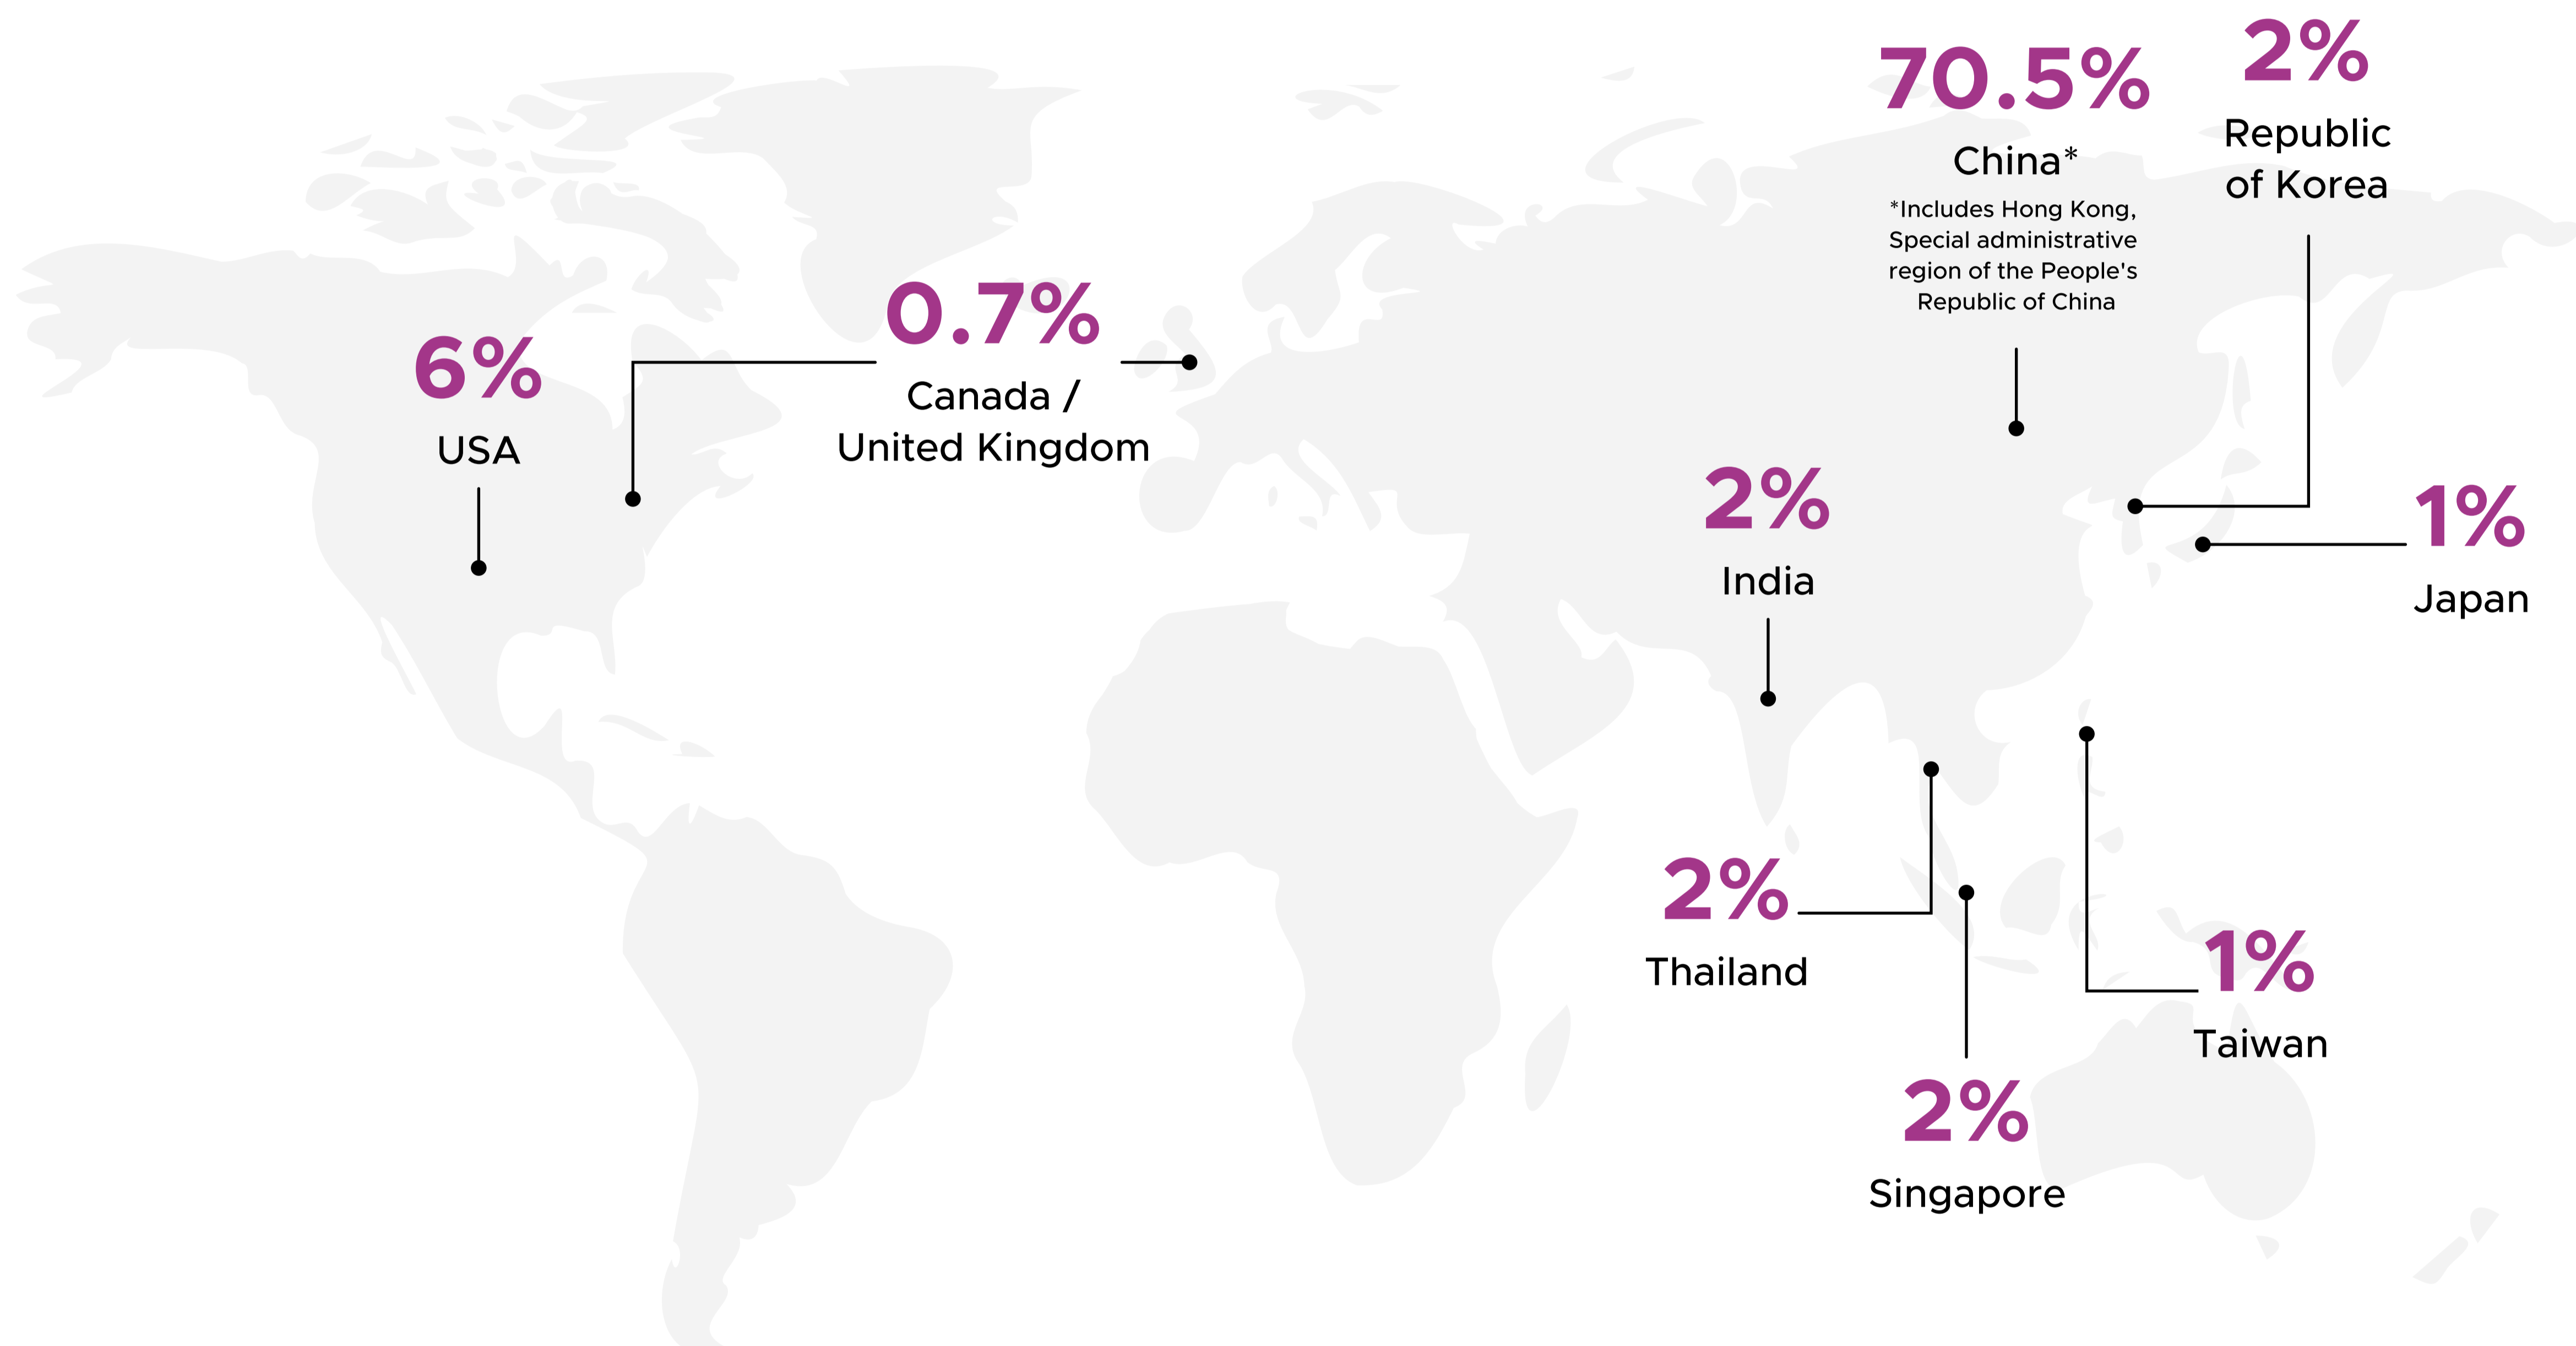 6%
USA
0.7%
Canada /
United Kingdom
70.5%
China*
*Includes Hong Kong,
Special administrative
region of the People's
Republic of China
2%
Republic
of Korea
2%
India
1%
Japan
2%
Thailand
2%
Singapore
1%
Taiwan